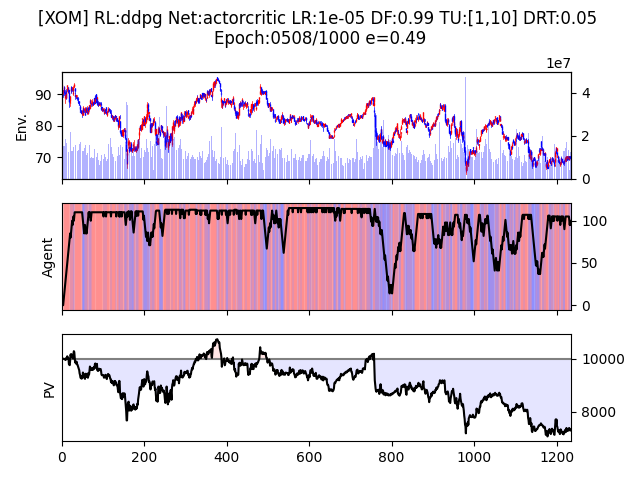 [XOM] RL:ddpg Net:actorcritic LR:1e-05 DF:0.99 TU:[1,10] DRT:0.05
Epoch:0508/1000 e=0.49
1e7
Env.
90
80
70
4
2
0
Agent
100
50
0
PV
10000
8000
0 200 400 600 800 1000 1200